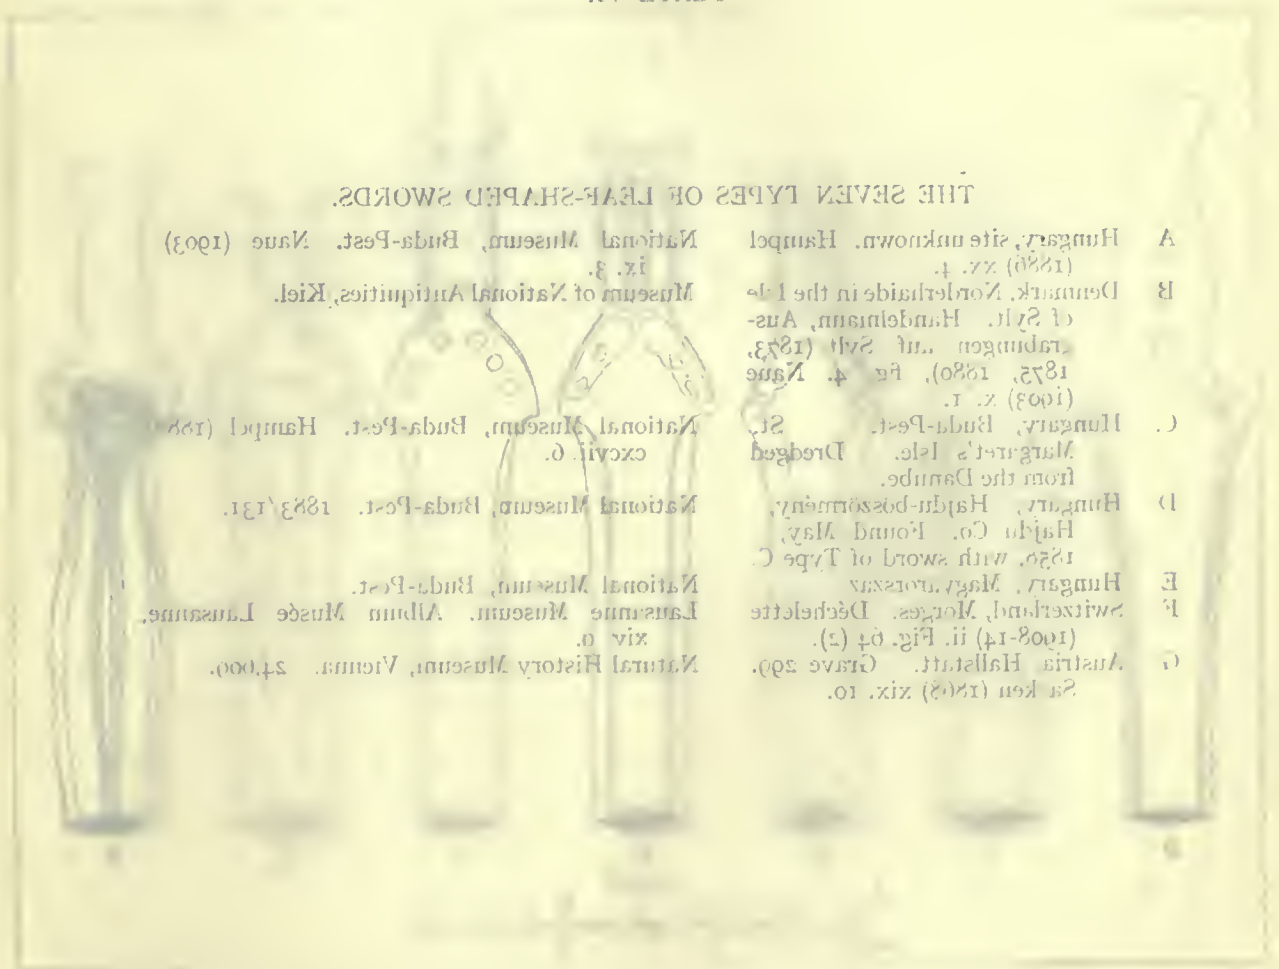 THE SEVEN TYPES OF LEAF-SHAPED SWORDS.
A Hungary, site unknown. Hampel
(1886) xx. 4.
National Museum, Buda-Pest. Naue (1903)
ix. 3.
B Denmark, Norderhaide in the Isle
of Sylt. Handelmann, Aus-
grabungen auf Sylt (1873,
1875, 1880), fig 4. Naue
(1903) x. 1.
Museum of National Antiquities, Kiel.
C. Hungary, Buda-Pest. St.
Margaret's Isle. Dredged
from the Danube.
National Museum, Buda-Pest. Hampel
cxcvii. 6.
D Hungary, Hajdu-böszörmény,
Hajdu Co. Found May,
1858, with sword of Type C.
National Museum, Buda-Pest. 1883/131.
E Hungary, Magyarorszaz
National Museum, Buda-Pest.
F Switzerland, Morges. Déchelette
(1908-14) ii. Fig. 64 (2).
Lausanne Museum. Album Musée Lausanne,
xiv 9.
G Austria Hallstatt. Grave 299.
Sacken (1868) xix. 10.
Natural History Museum, Vienna. 24,000.